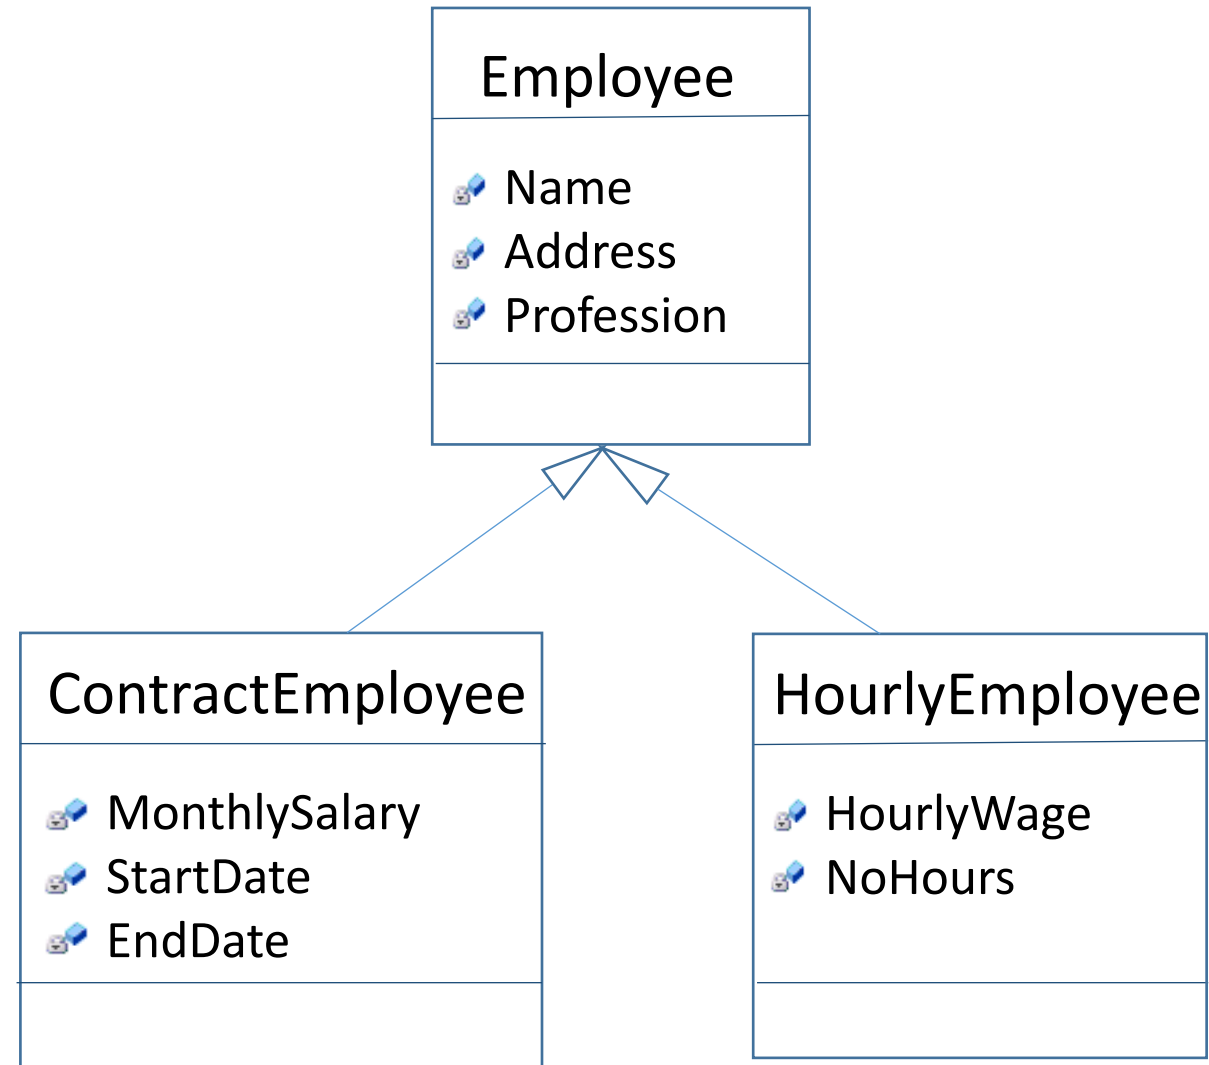 Employee
Name
Address
Profession
ContractEmployee
MonthlySalary
StartDate
EndDate
HourlyEmployee
HourlyWage
NoHours